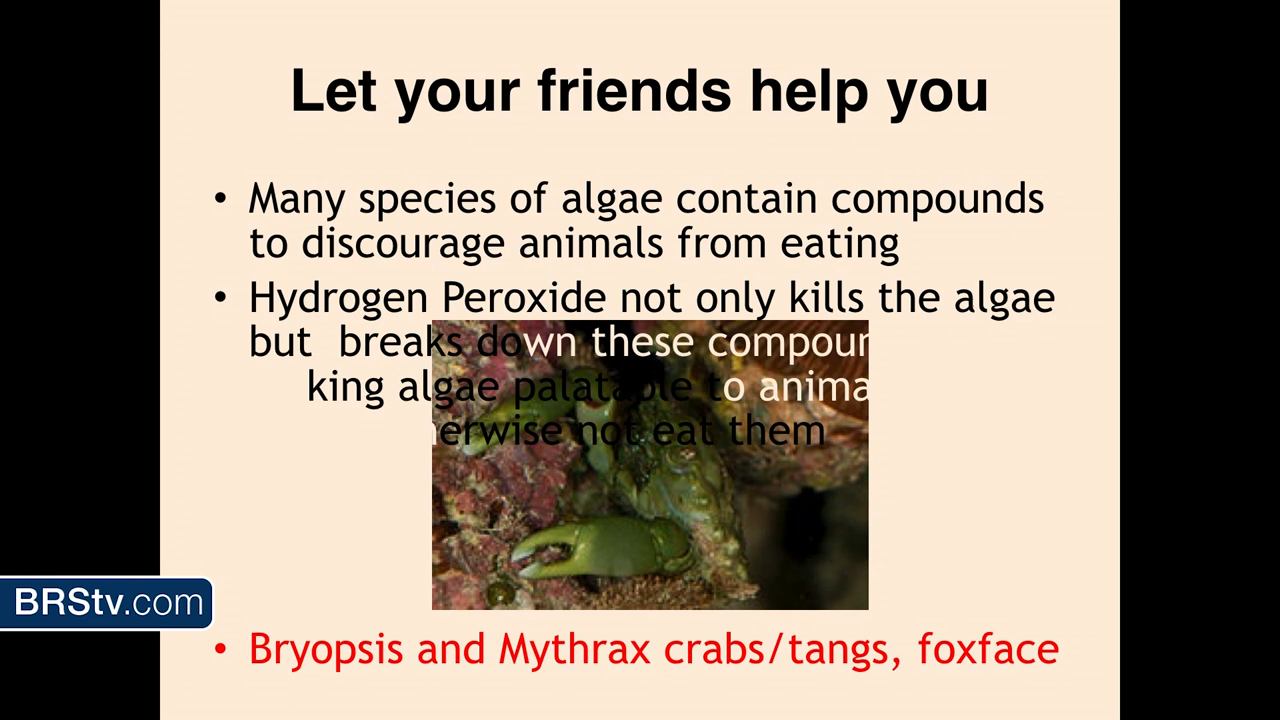 Let your friends help you
• Many species of algae contain compounds
to discourage animals from eating
• Hydrogen Peroxide not only kills the algae
but breaks down these compoun
king algae palatable to anima
herwise not eat them
BRStv.com
• Bryopsis and Mythrax crabs/tangs, foxface